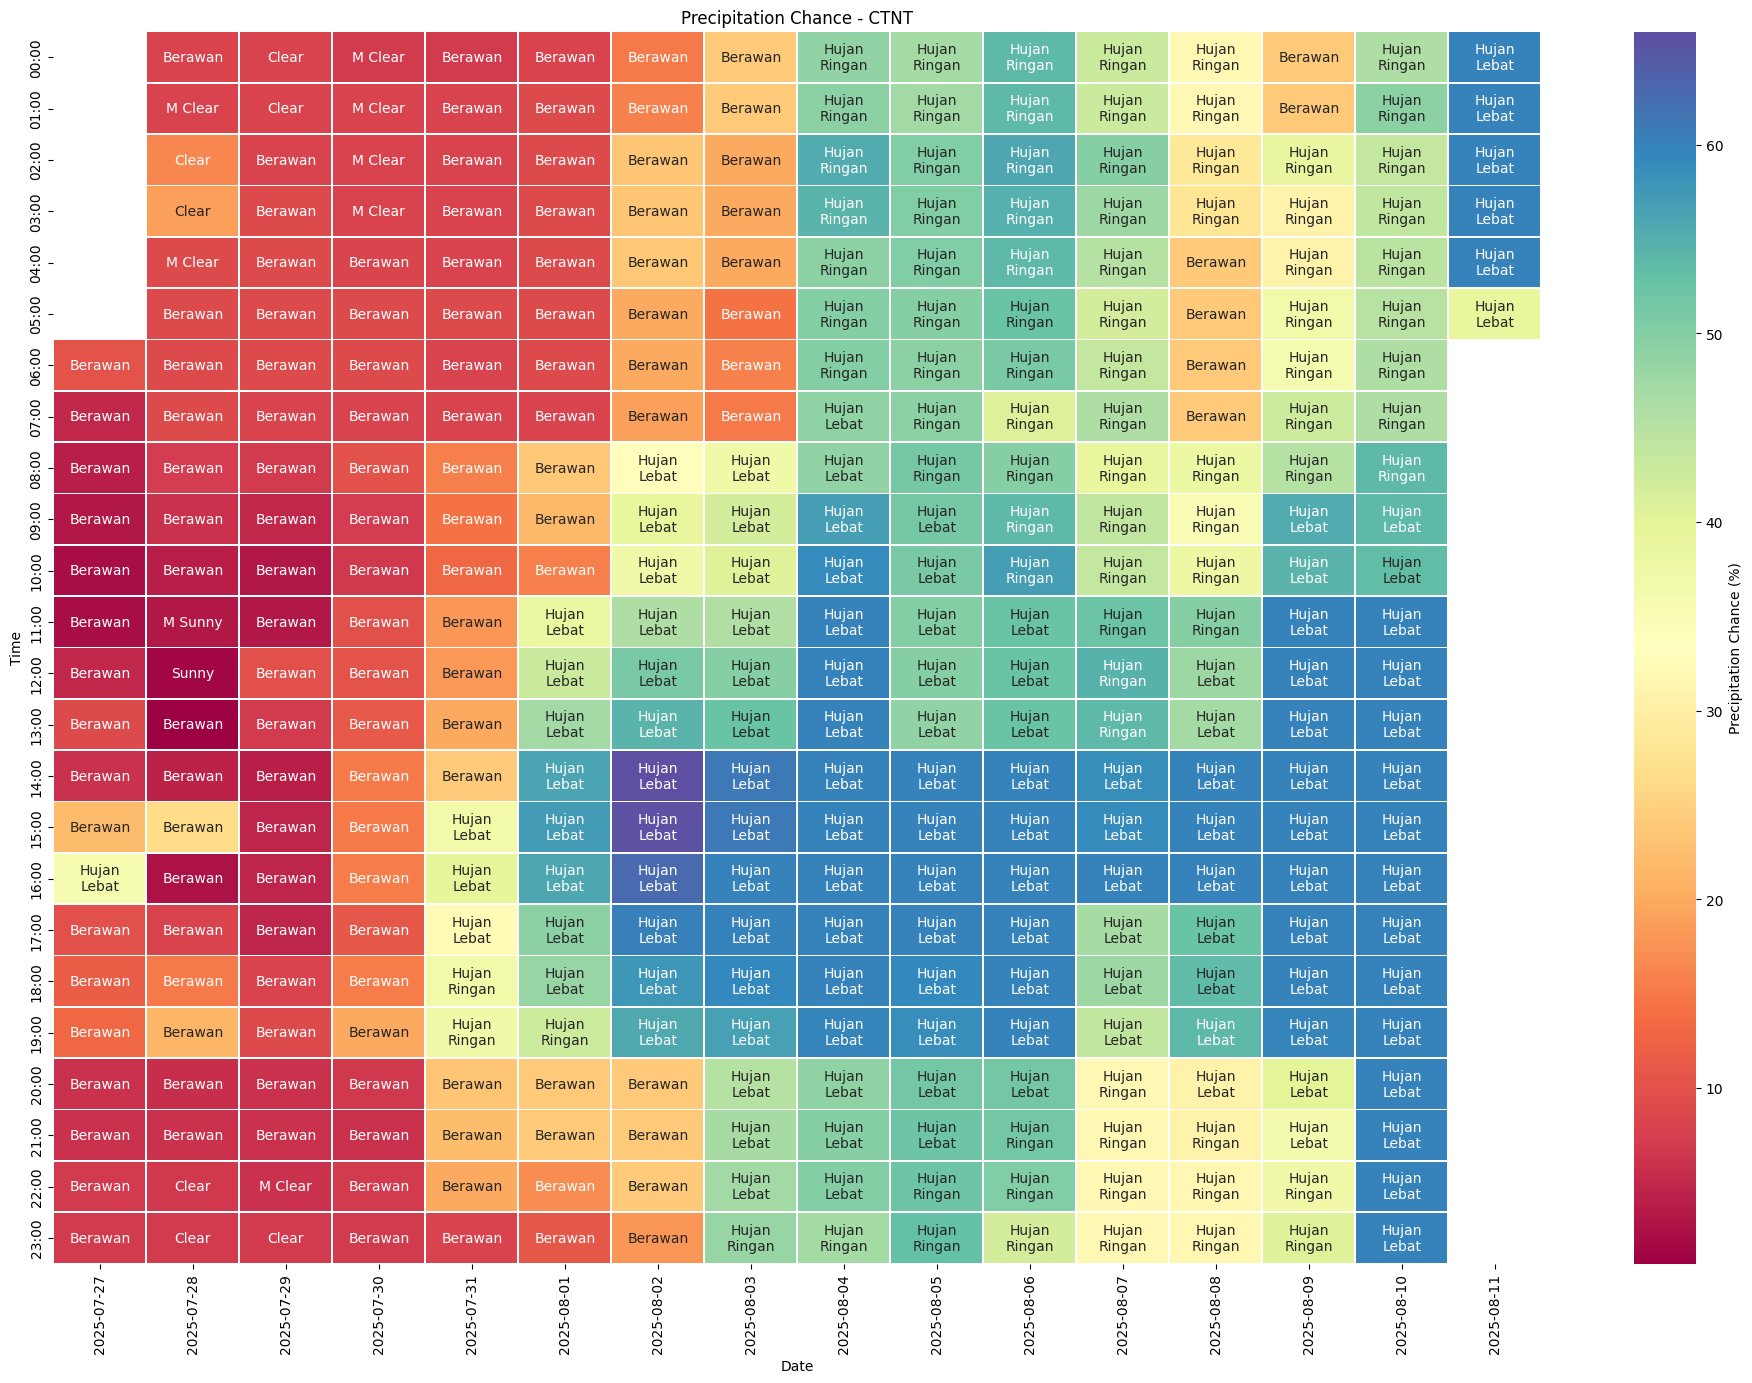 Precipitation Chance - CTNT
00:00 Berawan Clear M Clear Berawan Berawan Berawan Berawan Hujan Ringan Hujan Ringan Hujan Ringan Hujan Ringan Hujan Ringan Berawan Hujan Ringan Hujan Lebat
01:00 M Clear Clear M Clear Berawan Berawan Berawan Berawan Hujan Ringan Hujan Ringan Hujan Ringan Hujan Ringan Hujan Ringan Berawan Hujan Ringan Hujan Lebat
02:00 Clear Berawan M Clear Berawan Berawan Berawan Berawan Hujan Ringan Hujan Ringan Hujan Ringan Hujan Ringan Hujan Ringan Hujan Ringan Hujan Ringan Hujan Lebat
03:00 Clear Berawan M Clear Berawan Berawan Berawan Berawan Hujan Ringan Hujan Ringan Hujan Ringan Hujan Ringan Hujan Ringan Hujan Ringan Hujan Ringan Hujan Lebat
04:00 M Clear Berawan Berawan Berawan Berawan Berawan Berawan Hujan Ringan Hujan Ringan Hujan Ringan Hujan Ringan Berawan Hujan Ringan Hujan Ringan Hujan Lebat
05:00 Berawan Berawan Berawan Berawan Berawan Berawan Berawan Hujan Ringan Hujan Ringan Hujan Ringan Hujan Ringan Berawan Hujan Ringan Hujan Ringan Hujan Lebat
06:00 Berawan Berawan Berawan Berawan Berawan Berawan Berawan Berawan Hujan Ringan Hujan Ringan Hujan Ringan Hujan Ringan Berawan Hujan Ringan Hujan Ringan
07:00 Berawan Berawan Berawan Berawan Berawan Berawan Berawan Berawan Hujan Lebat Hujan Ringan Hujan Ringan Hujan Ringan Berawan Hujan Ringan Hujan Ringan
08:00 Berawan Berawan Berawan Berawan Berawan Berawan Hujan Lebat Hujan Lebat Hujan Lebat Hujan Ringan Hujan Ringan Hujan Ringan Hujan Ringan Hujan Ringan Hujan Ringan
09:00 Berawan Berawan Berawan Berawan Berawan Berawan Hujan Lebat Hujan Lebat Hujan Lebat Hujan Lebat Hujan Ringan Hujan Ringan Hujan Ringan Hujan Lebat Hujan Lebat
10:00 Berawan Berawan Berawan Berawan Berawan Berawan Hujan Lebat Hujan Lebat Hujan Lebat Hujan Lebat Hujan Ringan Hujan Ringan Hujan Ringan Hujan Lebat Hujan Lebat
11:00 Berawan M Sunny Berawan Berawan Berawan Hujan Lebat Hujan Lebat Hujan Lebat Hujan Lebat Hujan Lebat Hujan Lebat Hujan Ringan Hujan Ringan Hujan Lebat Hujan Lebat
12:00 Berawan Sunny Berawan Berawan Berawan Hujan Lebat Hujan Lebat Hujan Lebat Hujan Lebat Hujan Lebat Hujan Lebat Hujan Ringan Hujan Lebat Hujan Lebat Hujan Lebat
13:00 Berawan Berawan Berawan Berawan Berawan Hujan Lebat Hujan Lebat Hujan Lebat Hujan Lebat Hujan Lebat Hujan Lebat Hujan Ringan Hujan Lebat Hujan Lebat Hujan Lebat
14:00 Berawan Berawan Berawan Berawan Berawan Hujan Lebat Hujan Lebat Hujan Lebat Hujan Lebat Hujan Lebat Hujan Lebat Hujan Lebat Hujan Lebat Hujan Lebat Hujan Lebat
15:00 Berawan Berawan Berawan Berawan Hujan Lebat Hujan Lebat Hujan Lebat Hujan Lebat Hujan Lebat Hujan Lebat Hujan Lebat Hujan Lebat Hujan Lebat Hujan Lebat Hujan Lebat
16:00 Hujan Lebat Berawan Berawan Berawan Hujan Lebat Hujan Lebat Hujan Lebat Hujan Lebat Hujan Lebat Hujan Lebat Hujan Lebat Hujan Lebat Hujan Lebat Hujan Lebat Hujan Lebat
17:00 Berawan Berawan Berawan Berawan Hujan Lebat Hujan Lebat Hujan Lebat Hujan Lebat Hujan Lebat Hujan Lebat Hujan Lebat Hujan Lebat Hujan Lebat Hujan Lebat Hujan Lebat
18:00 Berawan Berawan Berawan Berawan Hujan Ringan Hujan Lebat Hujan Lebat Hujan Lebat Hujan Lebat Hujan Lebat Hujan Lebat Hujan Lebat Hujan Lebat Hujan Lebat Hujan Lebat
19:00 Berawan Berawan Berawan Berawan Hujan Ringan Hujan Ringan Hujan Lebat Hujan Lebat Hujan Lebat Hujan Lebat Hujan Lebat Hujan Lebat Hujan Lebat Hujan Lebat Hujan Lebat
20:00 Berawan Berawan Berawan Berawan Berawan Berawan Berawan Hujan Lebat Hujan Lebat Hujan Lebat Hujan Lebat Hujan Ringan Hujan Lebat Hujan Lebat Hujan Lebat
21:00 Berawan Berawan Berawan Berawan Berawan Berawan Berawan Hujan Lebat Hujan Lebat Hujan Lebat Hujan Ringan Hujan Ringan Hujan Ringan Hujan Lebat Hujan Lebat
22:00 Berawan Clear M Clear Berawan Berawan Berawan Berawan Hujan Lebat Hujan Lebat Hujan Ringan Hujan Ringan Hujan Ringan Hujan Ringan Hujan Ringan Hujan Lebat
23:00 Berawan Clear Clear Berawan Berawan Berawan Berawan Hujan Ringan Hujan Ringan Hujan Ringan Hujan Ringan Hujan Ringan Hujan Ringan Hujan Ringan Hujan Lebat
Time
2025-07-27 2025-07-28 2025-07-29 2025-07-30 2025-07-31 2025-08-01 2025-08-02 2025-08-03 2025-08-04 2025-08-05 2025-08-06 2025-08-07 2025-08-08 2025-08-09 2025-08-10 2025-08-11
Date
60
50
40
30
20
10
Precipitation Chance (%)